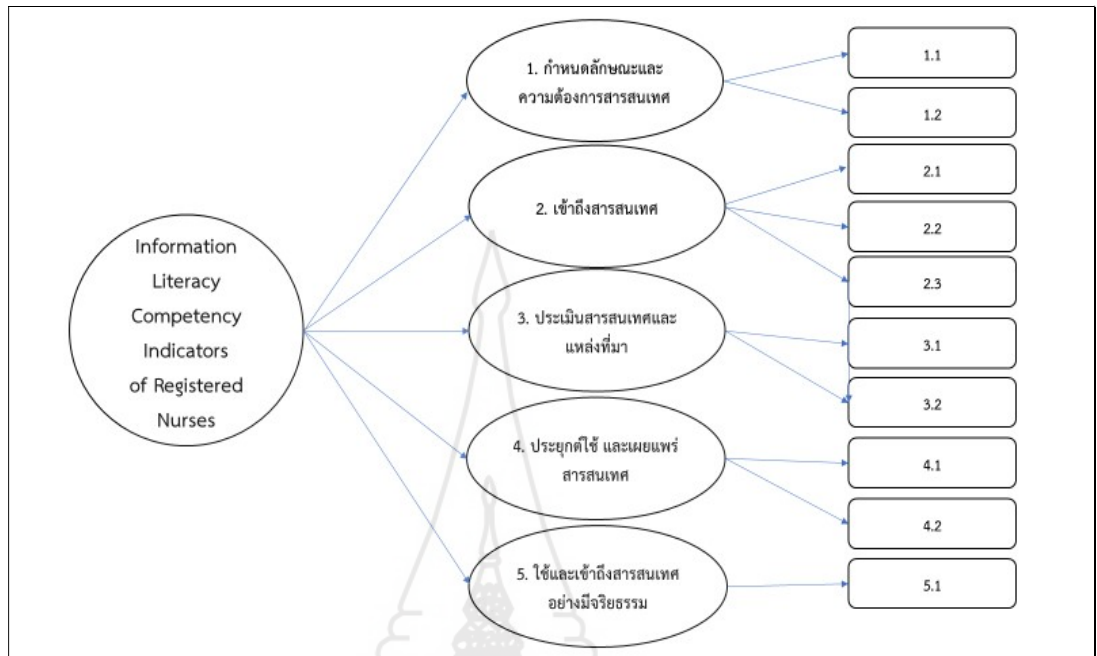 Information
Literacy
Competency
Indicators
of Registered
Nurses
1. กำหนดลักษณะและ
ความต้องการสารสนเทศ
2. เข้าถึงสารสนเทศ
3. ประเมินสารสนเทศและ
แหล่งที่มา
4. ประยุกต์ใช้ และเผยแพร่
สารสนเทศ
5. ใช้และเข้าถึงสารสนเทศ
อย่างมีจริยธรรม
1.1
1.2
2.1
2.2
2.3
3.1
3.2
4.1
4.2
5.1